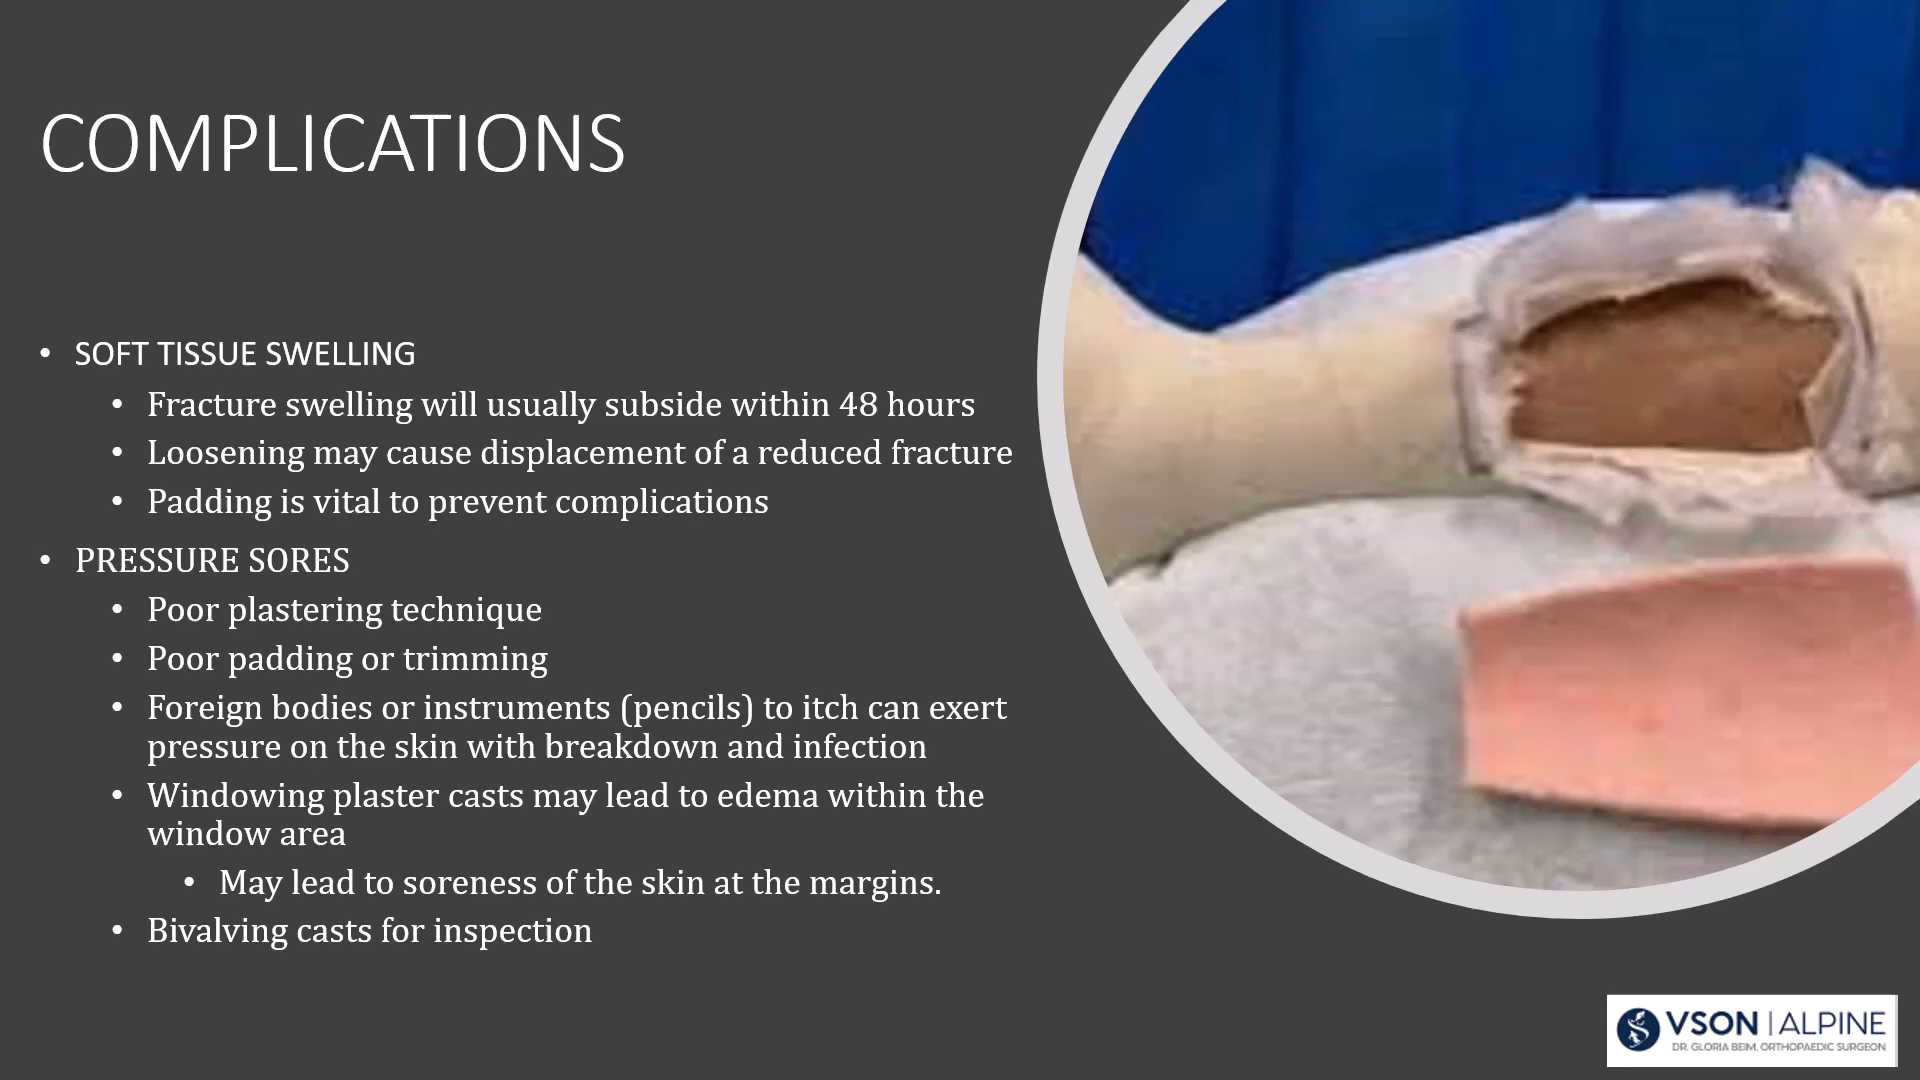 COMPLICATIONS
• SOFT TISSUE SWELLING
• Fracture swelling will usually subside within 48 hours
• Loosening may cause displacement of a reduced fracture
• Padding is vital to prevent complications
• PRESSURE SORES
• Poor plastering technique
• Poor padding or trimming
• Foreign bodies or instruments (pencils) to itch can exert
pressure on the skin with breakdown and infection
• Windowing plaster casts may lead to edema within the
window area
• May lead to soreness of the skin at the margins.
• Bivalving casts for inspection
VSON | ALPINE
DR. GLORIA BEIM, ORTHOPAEDIC SURGEON